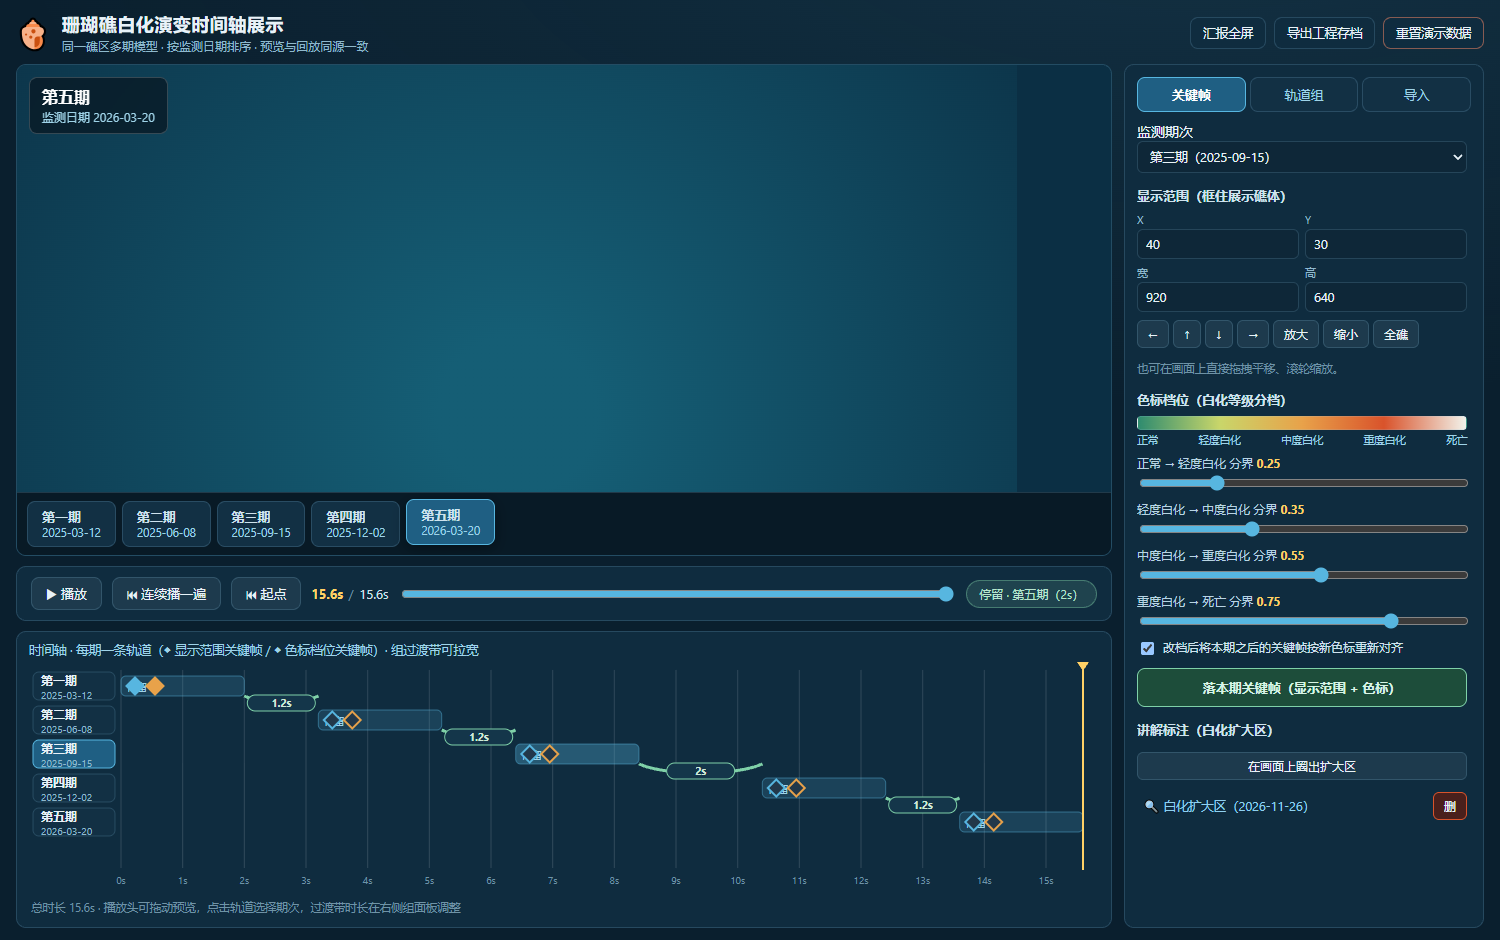 珊瑚礁白化演变时间轴展示
同一礁区多期模型 · 按监测日期排序 · 预览与回放同源一致
汇报全屏
导出工程存档
重置演示数据
第五期
监测日期 2026-03-20
第一期
2025-03-12
第二期
2025-06-08
第三期
2025-09-15
第四期
2025-12-02
第五期
2026-03-20
▶ 播放
⏮ 连续播一遍
⏮ 起点
15.6s / 15.6s
停留 · 第五期（2s）
时间轴 · 每期一条轨道（◆ 显示范围关键帧 / ◆ 色标档位关键帧）· 组过渡带可拉宽
第一期
2025-03-12
1.2s
第二期
2025-06-08
1.2s
第三期
2025-09-15
2s
第四期
2025-12-02
1.2s
第五期
2026-03-20
0s 1s 2s 3s 4s 5s 6s 7s 8s 9s 10s 11s 12s 13s 14s 15s
总时长 15.6s · 播放头可拖动预览，点击轨道选择期次，过渡带时长在右侧组面板调整
关键帧
轨道组
导入
监测期次
第三期（2025-09-15）
显示范围（框住展示礁体）
X Y
40 30
宽 高
920 640
← ↑ ↓ → 放大 缩小 全礁
也可在画面上直接拖拽平移、滚轮缩放。
色标档位（白化等级分档）
正常 轻度白化 中度白化 重度白化 死亡
正常 → 轻度白化 分界 0.25
轻度白化 → 中度白化 分界 0.35
中度白化 → 重度白化 分界 0.55
重度白化 → 死亡 分界 0.75
改档后将本期之后的关键帧按新色标重新对齐
落本期关键帧（显示范围 + 色标）
讲解标注（白化扩大区）
在画面上圈出扩大区
白化扩大区（2026-11-26）
删